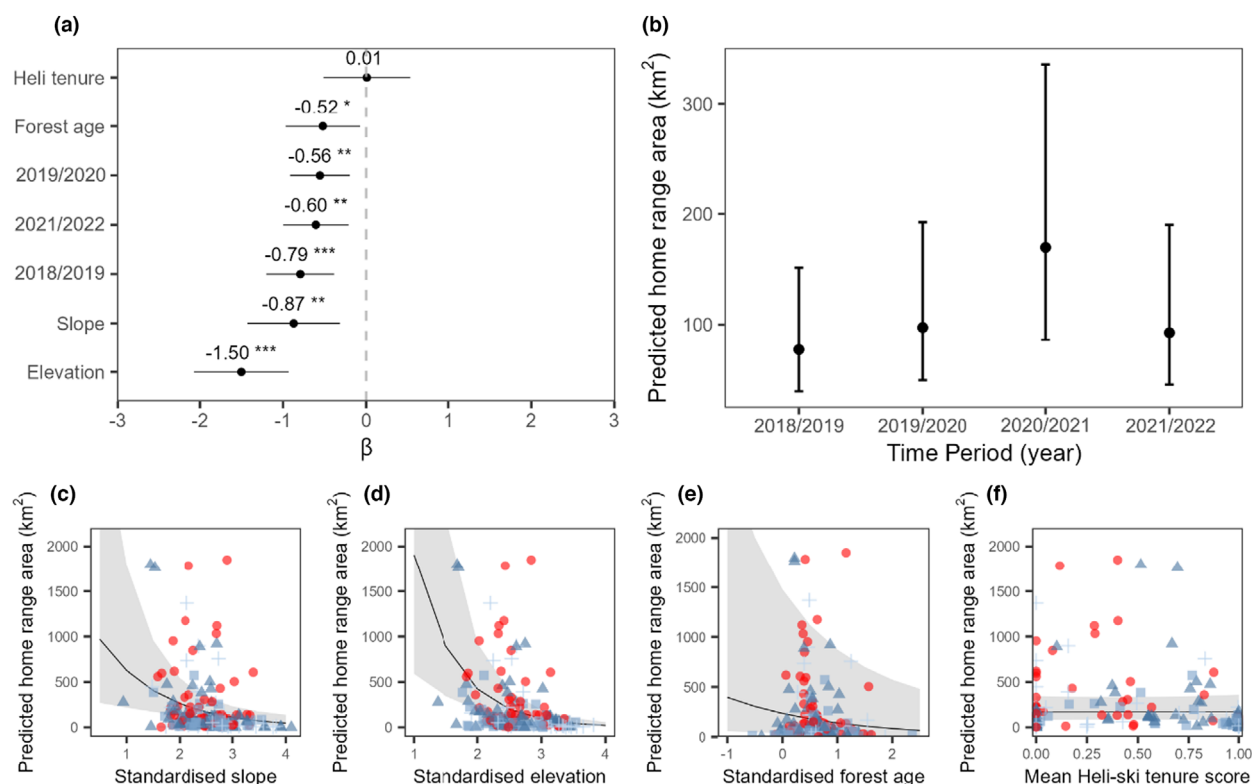 (a)
Heli tenure
Forest age
2019/2020
2021/2022
2018/2019
Slope
Elevation
0.01
-0.52 *
-0.56 **
-0.60 **
-0.79 ***
-0.87 **
-1.50 ***
-3 -2 -1 0 1 2 3
β
(b)
Predicted home range area (km²)
300
200
100
2018/2019 2019/2020 2020/2021 2021/2022
Time Period (year)
(c)
Predicted home range area (km²)
2000
1500
1000
500
0
1 2 3 4
Standardised slope
(d)
Predicted home range area (km²)
2000
1500
1000
500
0
1 2 3 4
Standardised elevation
(e)
Predicted home range area (km²)
2000
1500
1000
500
0
-1 0 1 2
Standardised forest age
(f)
Predicted home range area (km²)
2000
1500
1000
500
0
0.00 0.25 0.50 0.75 1.00
Mean Heli-ski tenure score